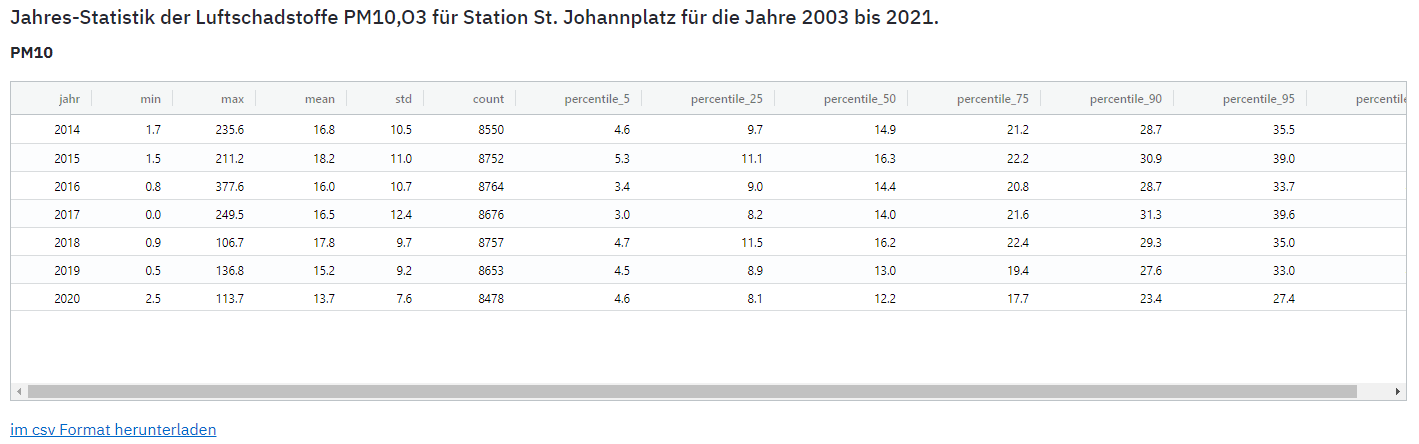 Jahres-Statistik der Luftschadstoffe PM10,O3 für Station St. Johannplatz für die Jahre 2003 bis 2021.
PM10
jahr min max mean std count percentile_5 percentile_25 percentile_50 percentile_75 percentile_90 percentile_95 percentile
2014 1.7 235.6 16.8 10.5 8550 4.6 9.7 14.9 21.2 28.7 35.5
2015 1.5 211.2 18.2 11.0 8752 5.3 11.1 16.3 22.2 30.9 39.0
2016 0.8 377.6 16.0 10.7 8764 3.4 9.0 14.4 20.8 28.7 33.7
2017 0.0 249.5 16.5 12.4 8676 3.0 8.2 14.0 21.6 31.3 39.6
2018 0.9 106.7 17.8 9.7 8757 4.7 11.5 16.2 22.4 29.3 35.0
2019 0.5 136.8 15.2 9.2 8653 4.5 8.9 13.0 19.4 27.6 33.0
2020 2.5 113.7 13.7 7.6 8478 4.6 8.1 12.2 17.7 23.4 27.4
im csv Format herunterladen